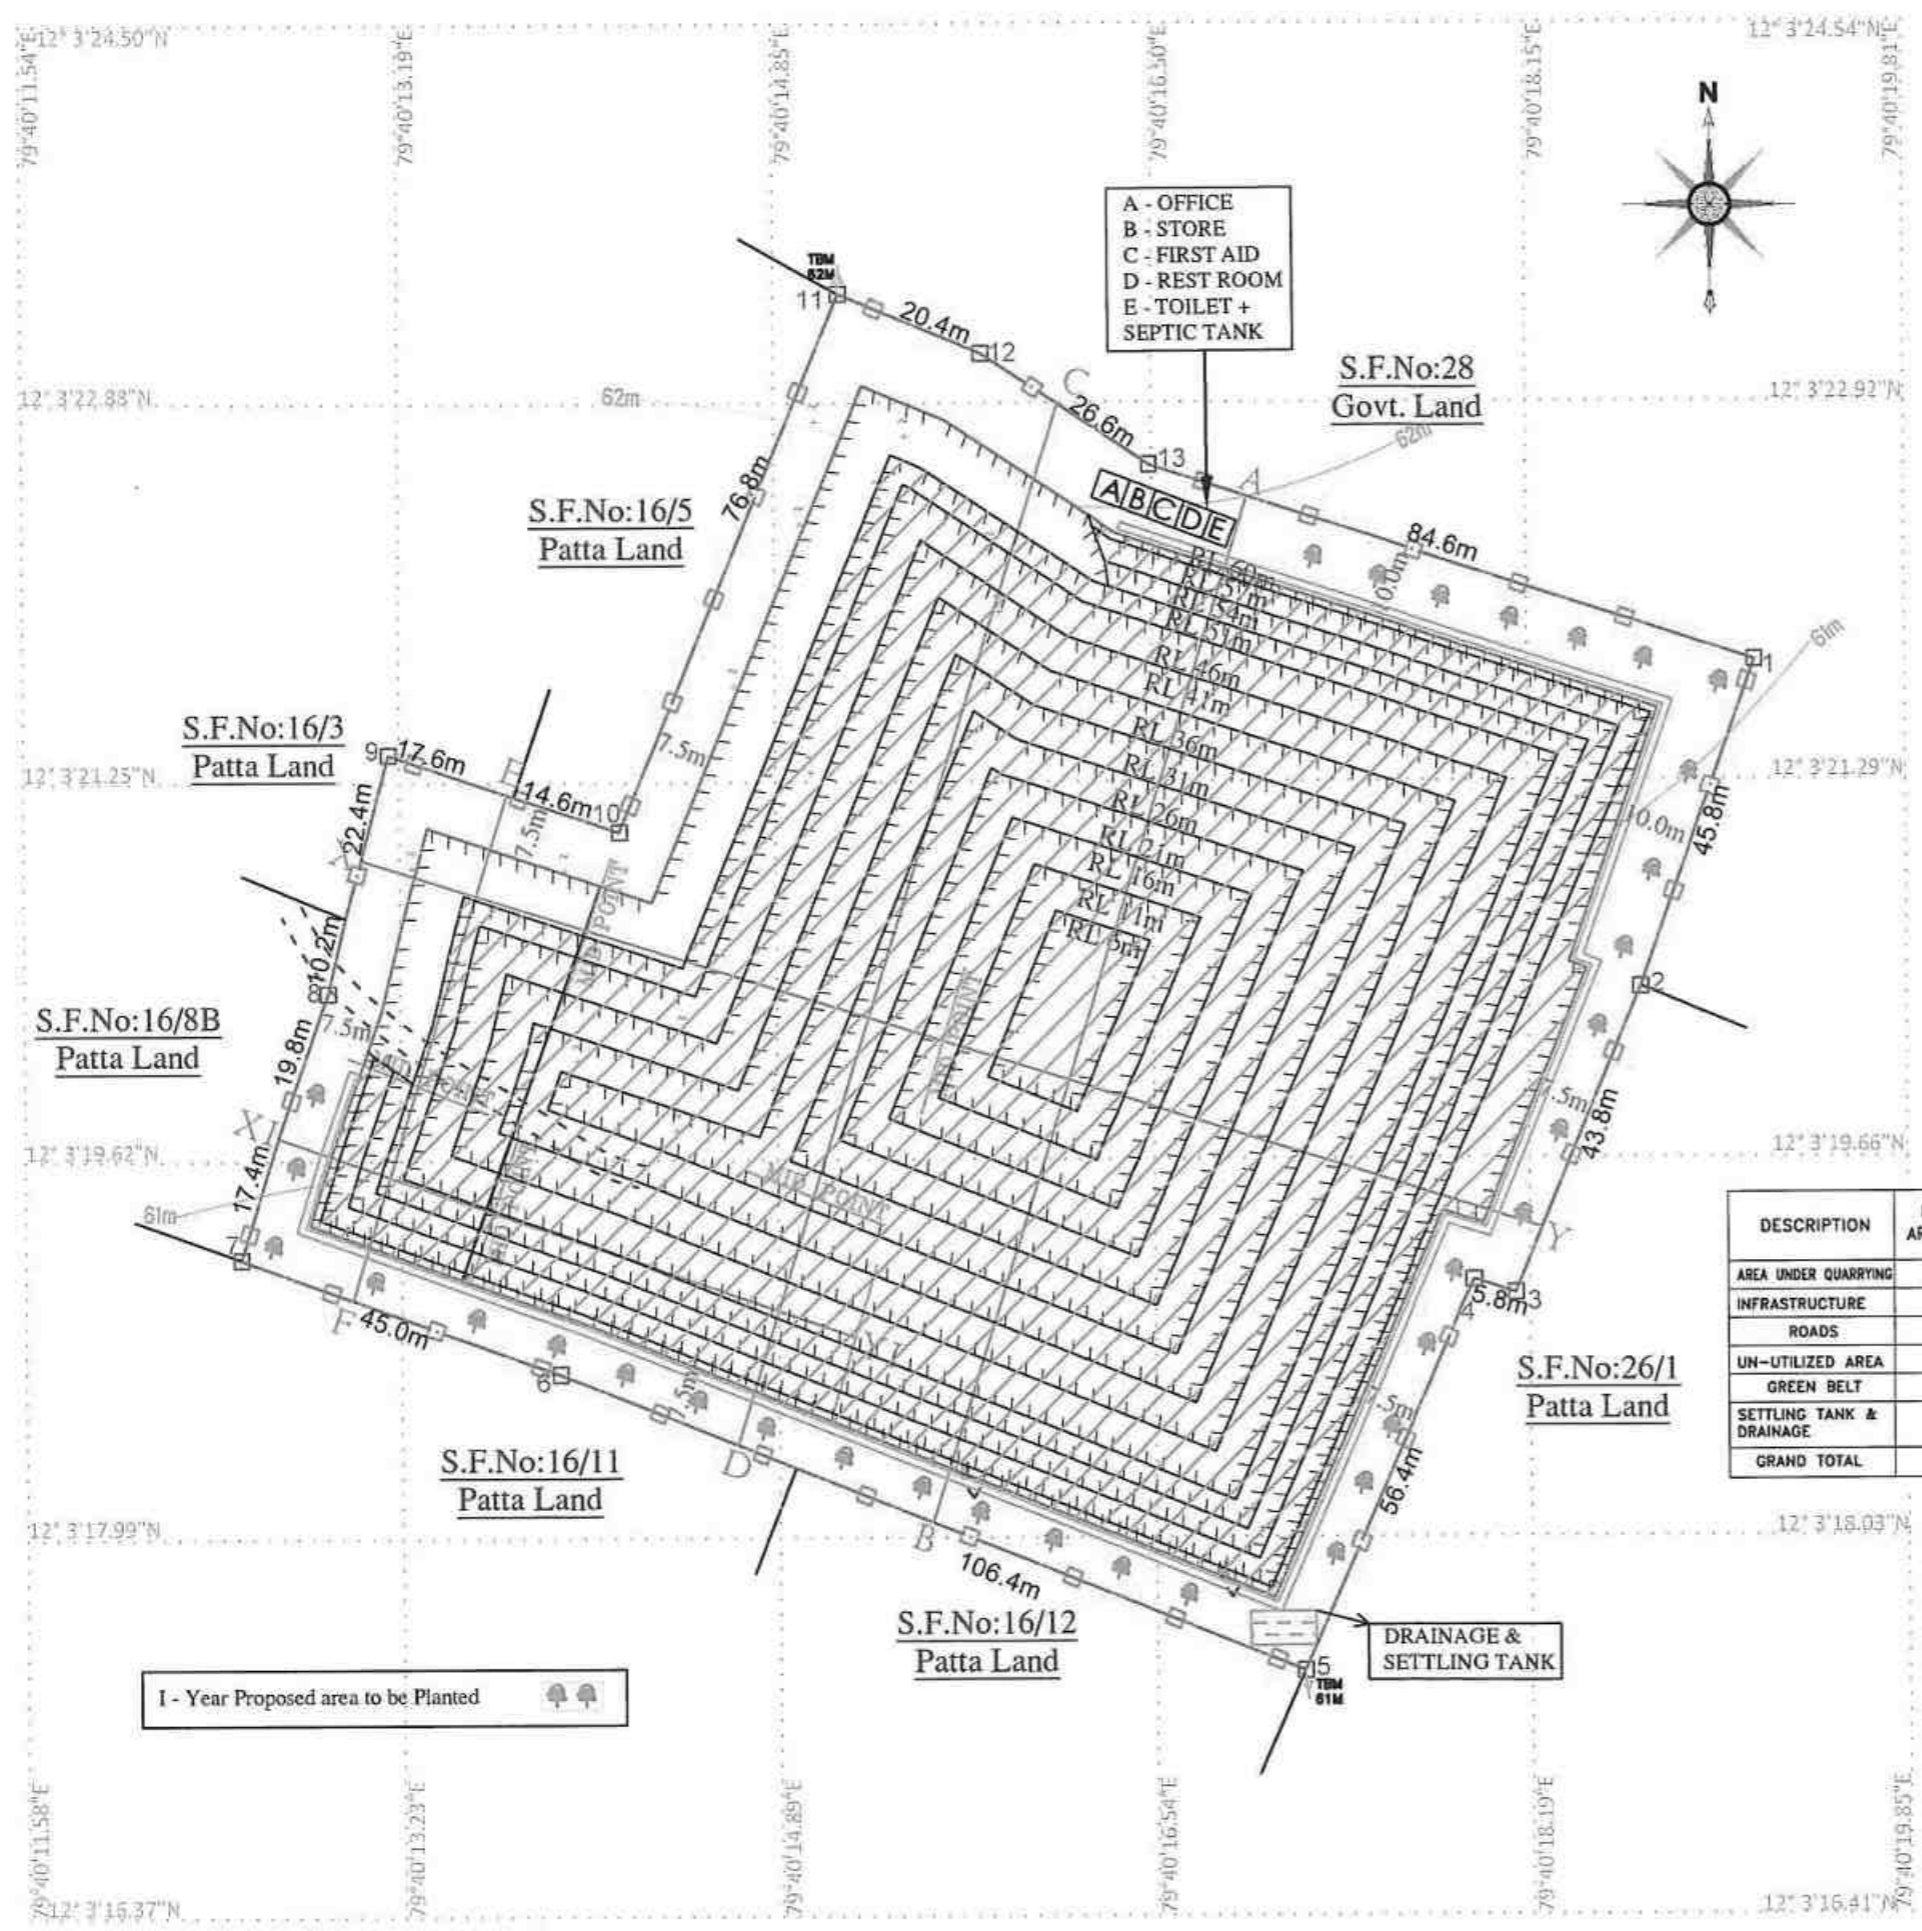 12° 3'24.50"N
12° 3'24.54"N
79°40'11.54"E
79°40'13.19"E
79°40'14.85"E
79°40'16.50"E
79°40'18.15"E
79°40'19.81"E
N
A - OFFICE
B - STORE
C - FIRST AID
D - REST ROOM
E - TOILET +
SEPTIC TANK
TBM
62M
11
20.4m
12
C
26.6m
13
A
S.F.No:28
Govt. Land
12° 3'22.88"N
62m
12° 3'22.92"N
62m
76.8m
S.F.No:16/5
Patta Land
ABCDE
84.6m
1
61m
RL 60m
RL 57m
RL 54m
RL 51m
RL 46m
RL 41m
RL 36m
RL 31m
RL 26m
RL 21m
RL 16m
RL 11m
S.F.No:16/3
Patta Land
9
17.6m
14.6m
10
7.5m
7.5m
12° 3'21.25"N
12° 3'21.29"N
22.4m
45.8m
MID POINT
10.2m
8
2
S.F.No:16/8B
Patta Land
7.5m
19.8m
MID POINT
43.8m
X
12° 3'19.62"N
12° 3'19.66"N
17.4m
61m
7
MID POINT
Y
F
45.0m
6
5.8m
3
4
DESCRIPTION
AREA UNDER QUARRYING
INFRASTRUCTURE
ROADS
UN-UTILIZED AREA
GREEN BELT
SETTLING TANK &
DRAINAGE
GRAND TOTAL
S.F.No:26/1
Patta Land
S.F.No:16/11
Patta Land
D
56.4m
12° 3'17.99"N
12° 3'18.03"N
B
106.4m
S.F.No:16/12
Patta Land
DRAINAGE &
SETTLING TANK
5
TBM
61M
I - Year Proposed area to be Planted
79°40'11.58"E
79°40'13.23"E
79°40'14.89"E
79°40'16.54"E
79°40'18.19"E
79°40'19.85"E
12° 3'16.37"N
12° 3'16.41"N